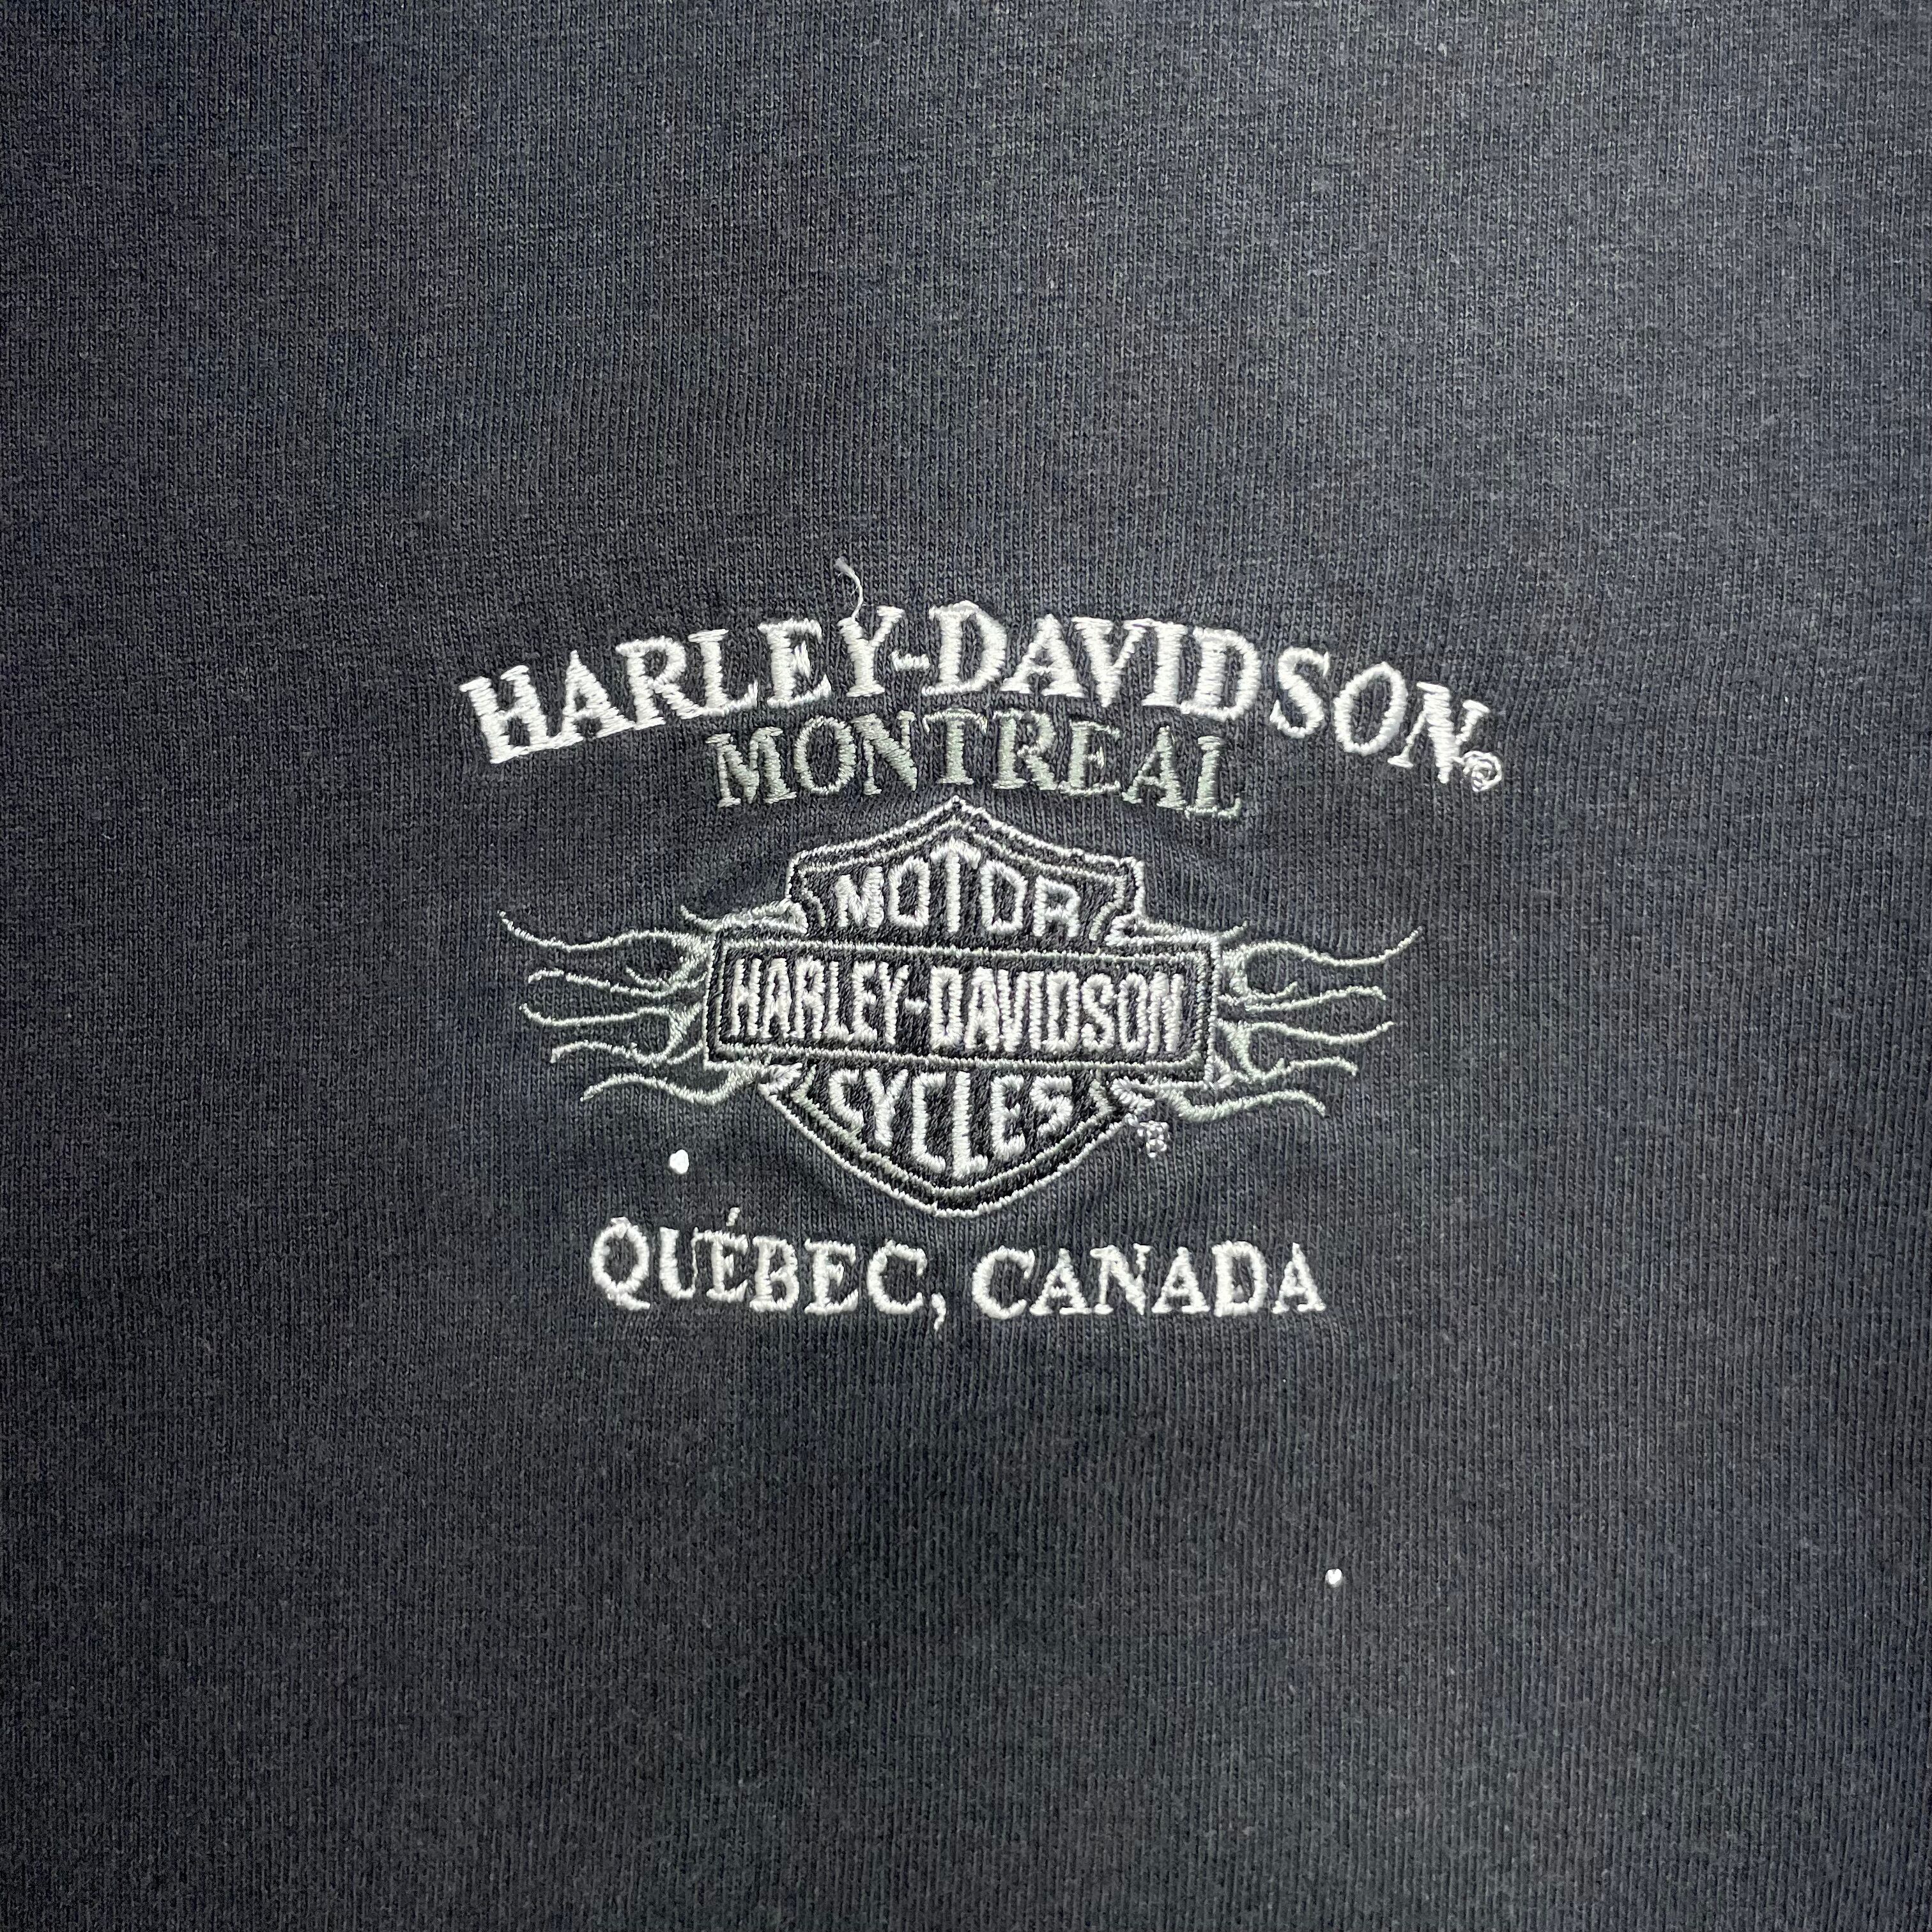 HARLEY-DAVIDSON®
MONTREAL
MOTOR
HARLEY-DAVIDSON
CYCLES
QUÉBEC, CANADA